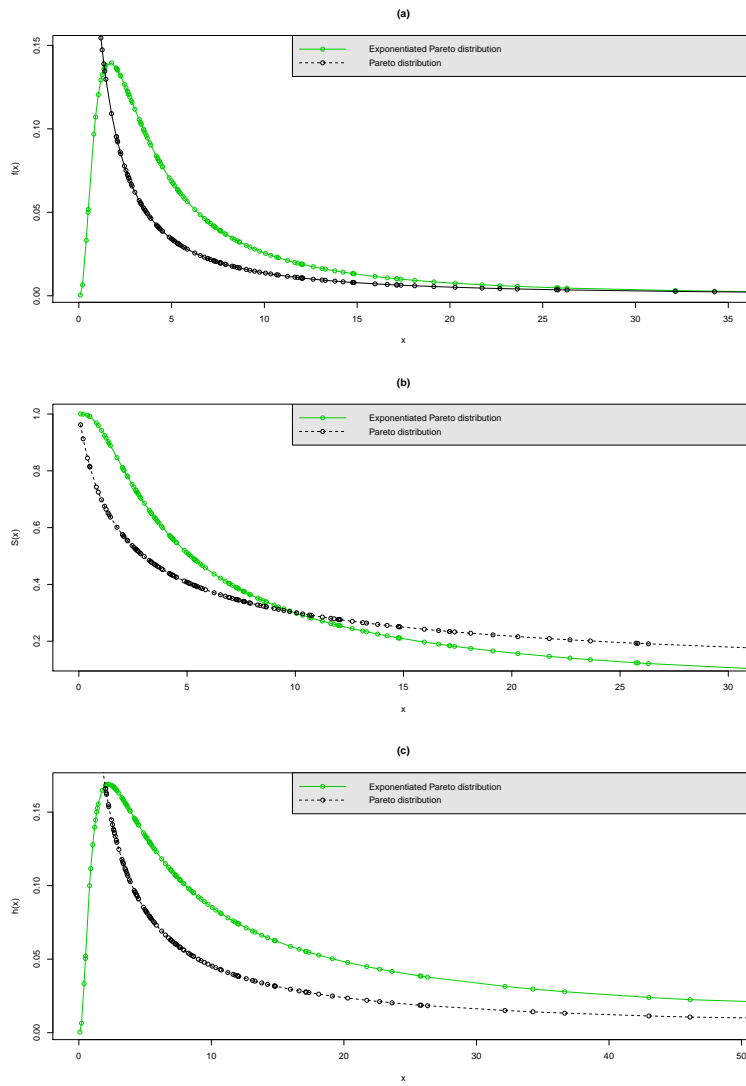 (a)
Exponentiated Pareto distribution
Pareto distribution
f(x)
0.15
0.10
0.05
0.00
0 5 10 15 20 25 30 35
x
(b)
Exponentiated Pareto distribution
Pareto distribution
S(x)
1.0
0.8
0.6
0.4
0.2
0 5 10 15 20 25 30
x
(c)
Exponentiated Pareto distribution
Pareto distribution
h(x)
0.15
0.10
0.05
0.00
0 10 20 30 40 50
x